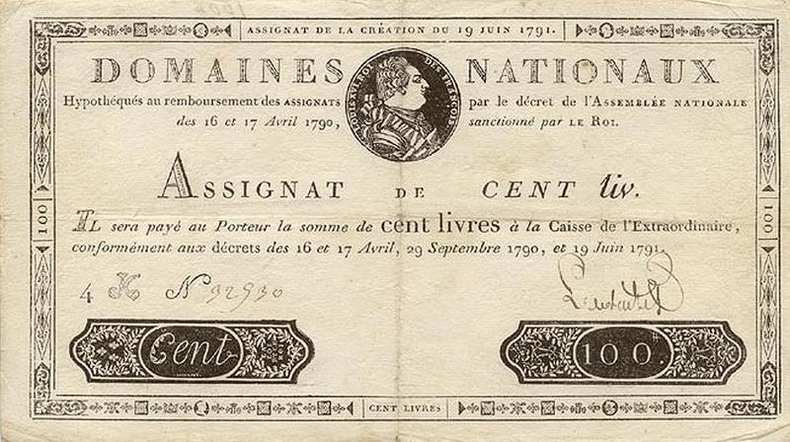 ASSIGNAT DE LA CRÉATION DU 19 JUIN 1791.
DOMAINES NATIONAUX
LOUIS XVI ROI DES FRANÇOIS
Hypothéqués au remboursement des ASSIGNATS par le décret de l'ASSEMBLÉE NATIONALE
des 16 et 17 Avril 1790, sanctionné par LE ROI.
ASSIGNAT DE CENT liv.
IL sera payé au Porteur la somme de cent livres à la Caisse de l'Extraordinaire,
conformément aux décrets des 16 et 17 Avril, 29 Septembre 1790, et 19 Juin 1791.
100
100
4 K N 92930
Cent
100
CENT LIVRES